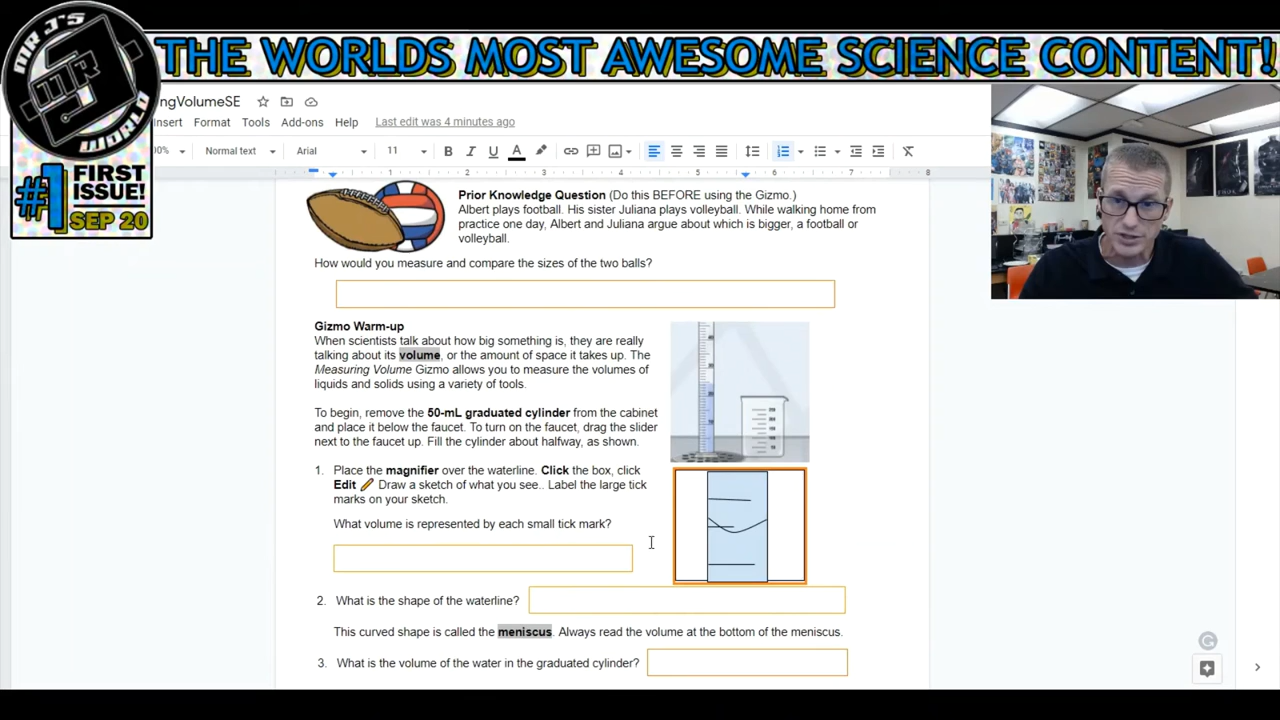 THE WORLDS MOST AWESOME SCIENCE CONTENT!
MR J'S
WORLD
#1 FIRST
ISSUE!
SEP 20
ngVolumeSE
Insert Format Tools Add-ons Help Last edit was 4 minutes ago
00% Normal text Arial 11 B I U A
1 2 3 4 5 6 7 8
Prior Knowledge Question (Do this BEFORE using the Gizmo.)
Albert plays football. His sister Juliana plays volleyball. While walking home from
practice one day, Albert and Juliana argue about which is bigger, a football or
volleyball.
How would you measure and compare the sizes of the two balls?
Gizmo Warm-up
When scientists talk about how big something is, they are really
talking about its volume, or the amount of space it takes up. The
Measuring Volume Gizmo allows you to measure the volumes of
liquids and solids using a variety of tools.
To begin, remove the 50-mL graduated cylinder from the cabinet
and place it below the faucet. To turn on the faucet, drag the slider
next to the faucet up. Fill the cylinder about halfway, as shown.
1. Place the magnifier over the waterline. Click the box, click
Edit Draw a sketch of what you see.. Label the large tick
marks on your sketch.
What volume is represented by each small tick mark?
2. What is the shape of the waterline?
This curved shape is called the meniscus. Always read the volume at the bottom of the meniscus.
3. What is the volume of the water in the graduated cylinder?